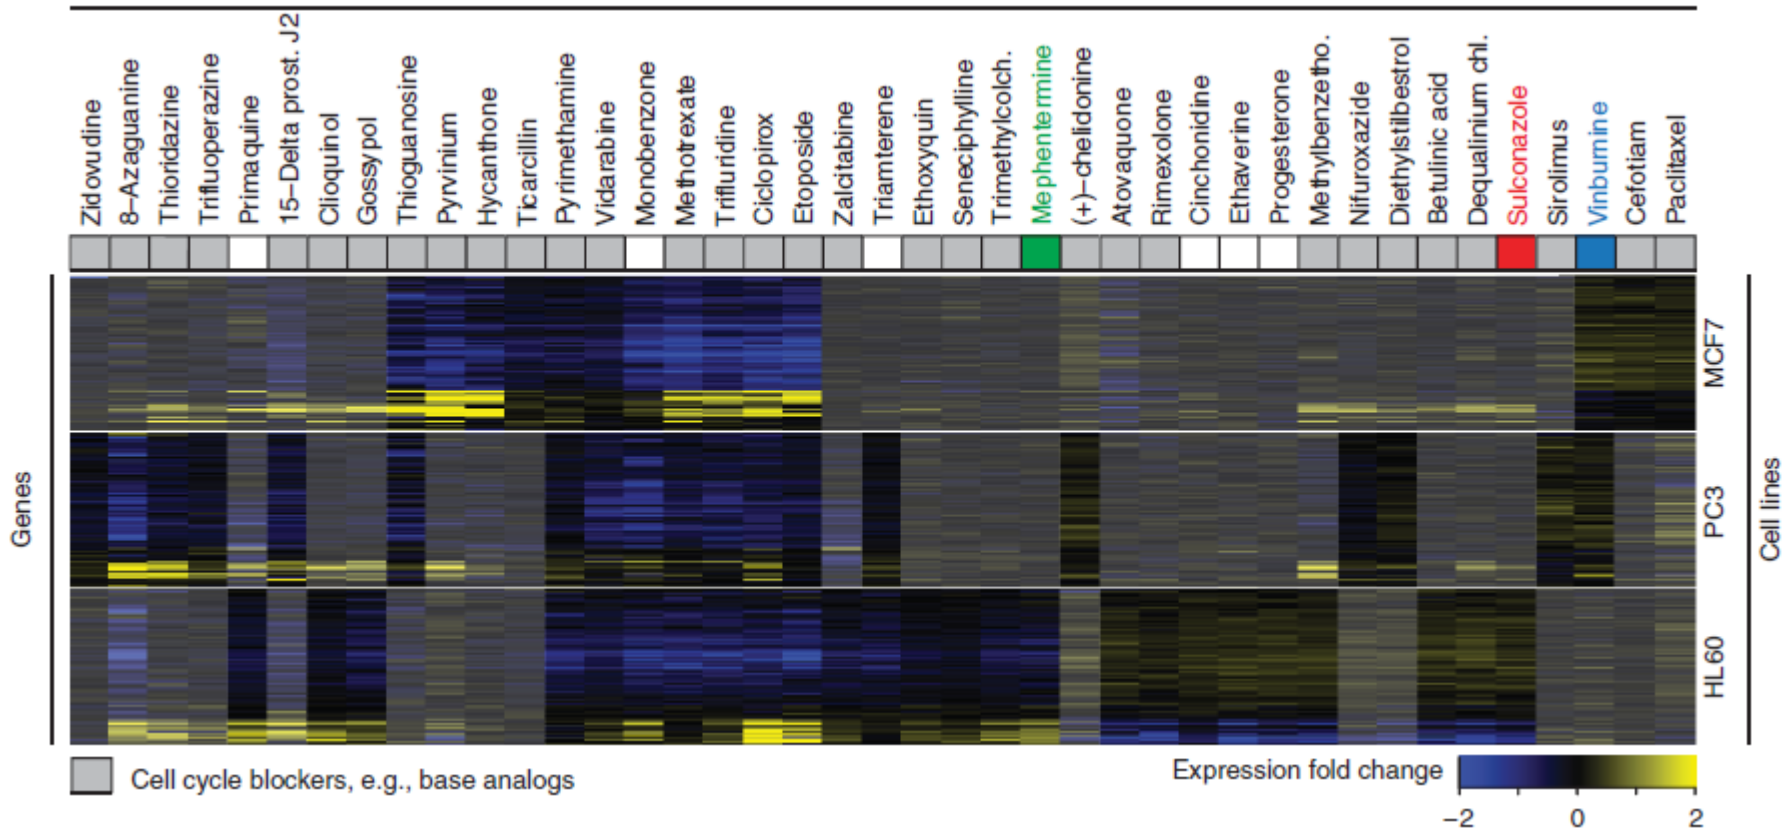 Zidovudine
8-Azaguanine
Thioridazine
Trifluoperazine
Primaquine
15-Delta prost. J2
Clioquinol
Gossypol
Thioguanosine
Pyrvinium
Hycanthone
Ticarcillin
Pyrimethamine
Vidarabine
Monobenzone
Methotrexate
Trifluridine
Ciclopirox
Etoposide
Zalcitabine
Triamterene
Ethoxyquin
Seneciphylline
Trimethylcolch.
Mephentermine
(+)-chelidonine
Atovaquone
Rimexolone
Cinchonidine
Ethaverine
Progesterone
Methylbenzetho.
Nifuroxazide
Diethylstilbestrol
Betulinic acid
Dequalinium chl.
Sulconazole
Sirolimus
Vinburnine
Cefotiam
Paclitaxel
Genes
MCF7
PC3
HL60
Cell lines
Cell cycle blockers, e.g., base analogs
Expression fold change
−2 0 2